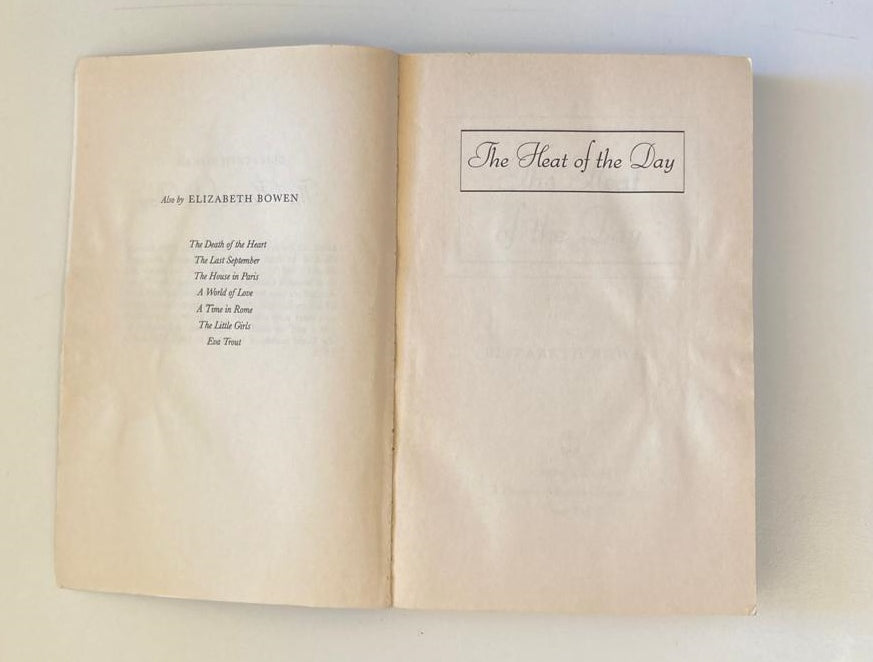 Also by ELIZABETH BOWEN
The Death of the Heart
The Last September
The House in Paris
A World of Love
A Time in Rome
The Little Girls
Eva Trout
The Heat of the Day